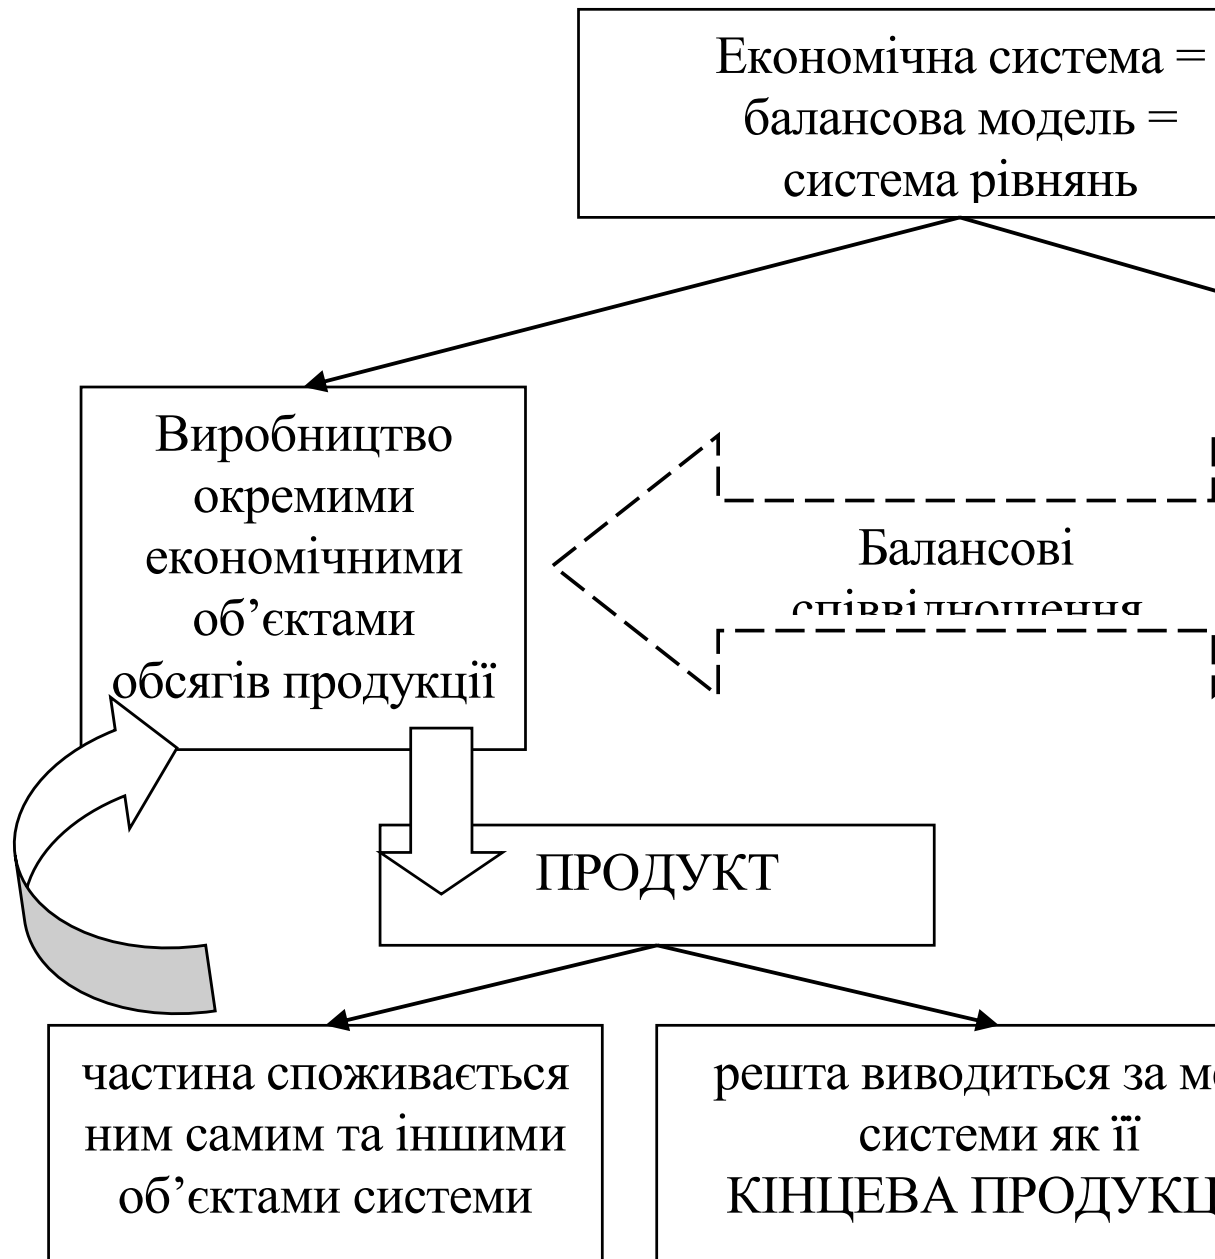 Економічна система =
балансова модель =
система рівнянь
Виробництво
окремими
економічними
об’єктами
обсягів продукції
Балансові
співвідношення
ПРОДУКТ
частина споживається
ним самим та іншими
об’єктами системи
решта виводиться за
системи як її
КІНЦЕВА